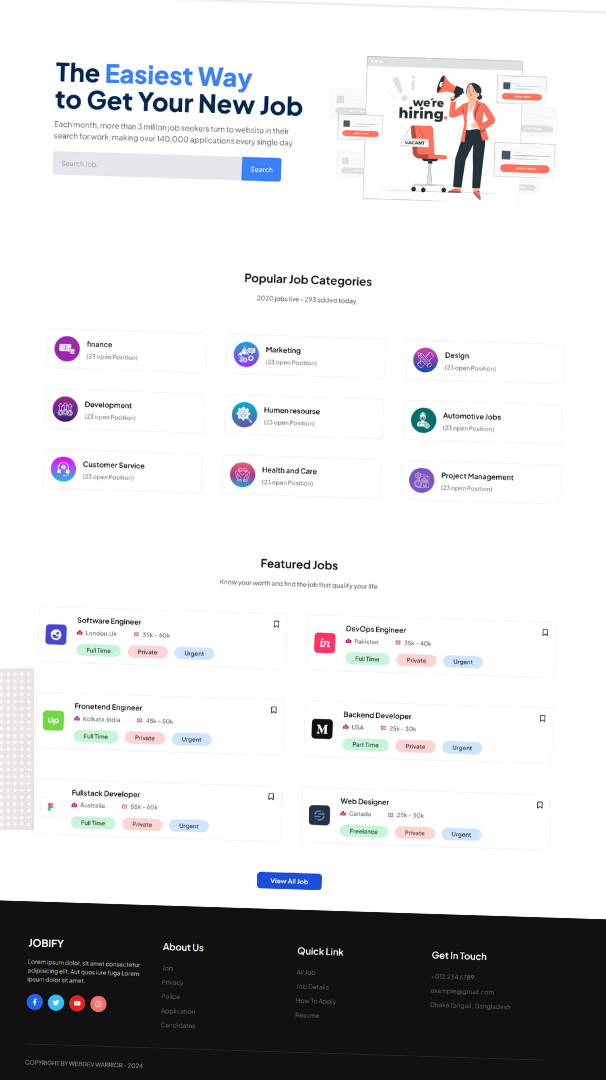 The Easiest Way
to Get Your New Job
Each month, more than 3 million job seekers turn to website in their
search for work, making over 140,000 applications every single day
Search Job.
Search
we're
hiring.
VACANT
Popular Job Categories
2020 jobs live - 293 added today.
finance
(23 open Position)
Marketing
(23 open Position)
Design
(23 open Position)
Development
(23 open Position)
Human resourse
(23 open Position)
Automotive Jobs
(23 open Position)
Customer Service
(23 open Position)
Health and Care
(23 open Position)
Project Management
(23 open Position)
Featured Jobs
Know your worth and find the job that qualify your life
Software Engineer
London,Uk
35k - 40k
Full Time
Private
Urgent
in
DevOps Engineer
Pakistan
35k - 40k
Full Time
Private
Urgent
Up
Fronetend Engineer
Kolkata,India
48k - 50k
Full Time
Private
Urgent
M
Backend Developer
USA
25k - 30k
Part Time
Private
Urgent
Fullstack Developer
Australia
55k - 60k
Full Time
Private
Urgent
Web Designer
Canada
25k - 30k
Freelance
Private
Urgent
View All Job
JOBIFY
Lorem ipsum dolor, sit amet consectetur
adipisicing elit. Aut quos iure fuga Lorem
ipsum dolor sit amet.
About Us
Job
Privacy
Police
Application
Candidates
Quick Link
All Job
Job Details
How To Apply
Resume
Get In Touch
+012 234 6789
example@gmail.com
Dhaka Tangail, Bangladesh
COPYRIGHT BY WEBDEV WARRIOR - 2024